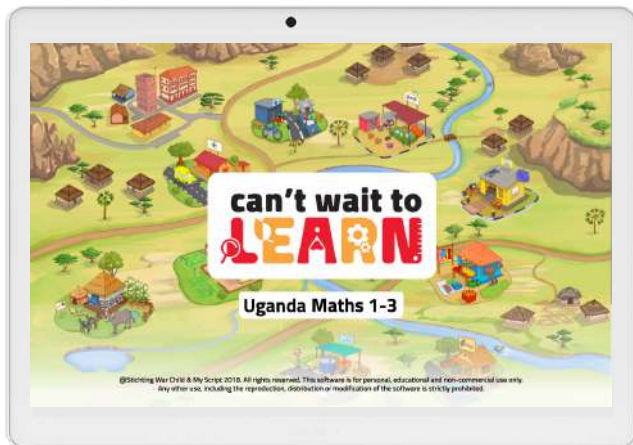 can't wait to
LEARN
Uganda Maths 1-3
@Stichting War Child & My Script 2018. All rights reserved. This software is for personal, educational and non-commercial use only.
Any other use, including the reproduction, distribution or modification of the software is strictly prohibited.